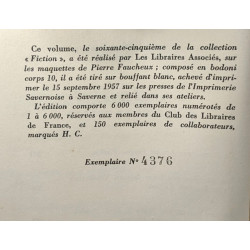 Ce volume, le soixante-cinquième de la collection
« Fiction », a été réalisé par Les Libraires Associés, sur
les maquettes de Pierre Faucheux ; composé en bodoni
corps 10, il a été tiré sur bouffant blanc, achevé d'impri-
mer le 15 septembre 1957 sur les presses de l'Imprimerie
Savernoise à Saverne et relié dans ses ateliers.
L'édition comporte 6 000 exemplaires numérotés de
1 à 6 000, réservés aux membres du Club des Libraires
de France, et 150 exemplaires de collaborateurs,
marqués H. C.
Exemplaire N° 4376